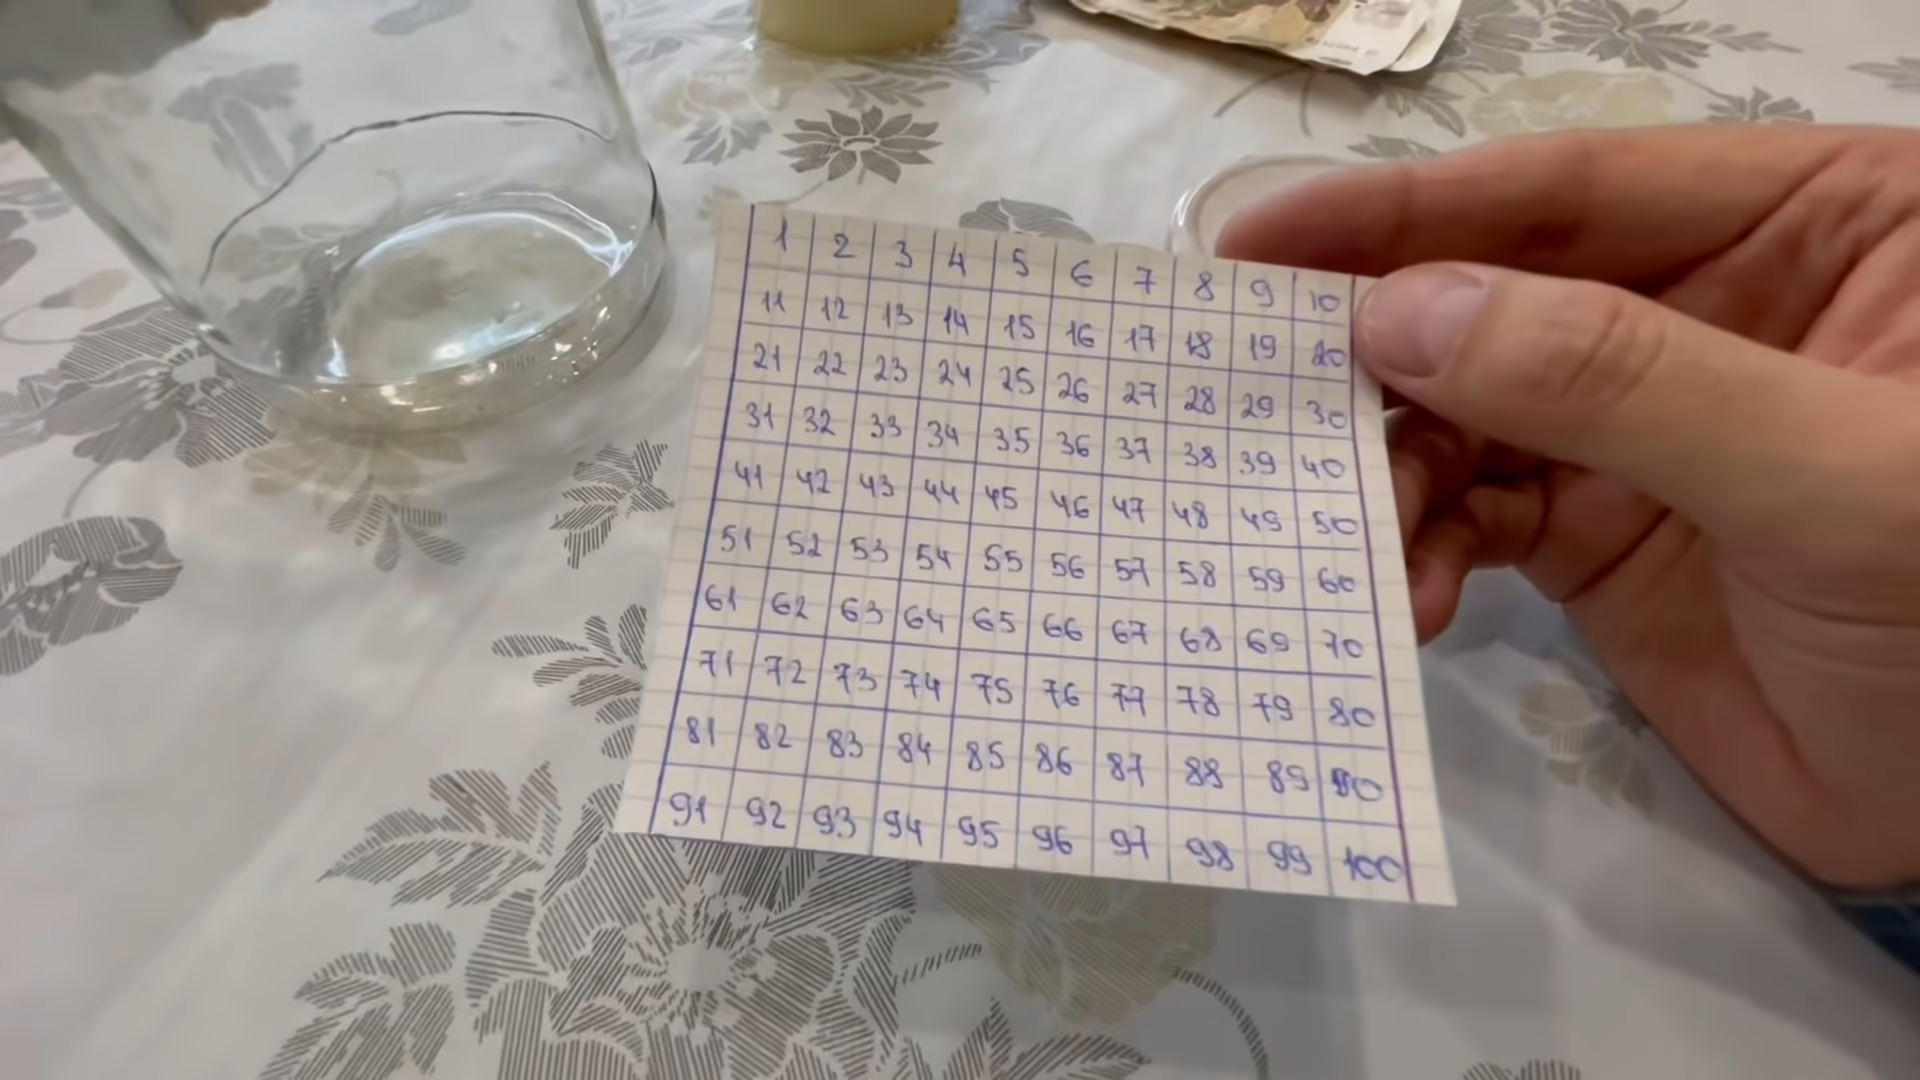 1 2 3 4 5 6 7 8 9 10
11 12 13 14 15 16 17 18 19 20
21 22 23 24 25 26 27 28 29 30
31 32 33 34 35 36 37 38 39 40
41 42 43 44 45 46 47 48 49 50
51 52 53 54 55 56 57 58 59 60
61 62 63 64 65 66 67 68 69 70
71 72 73 74 75 76 77 78 79 80
81 82 83 84 85 86 87 88 89 90
91 92 93 94 95 96 97 98 99 100